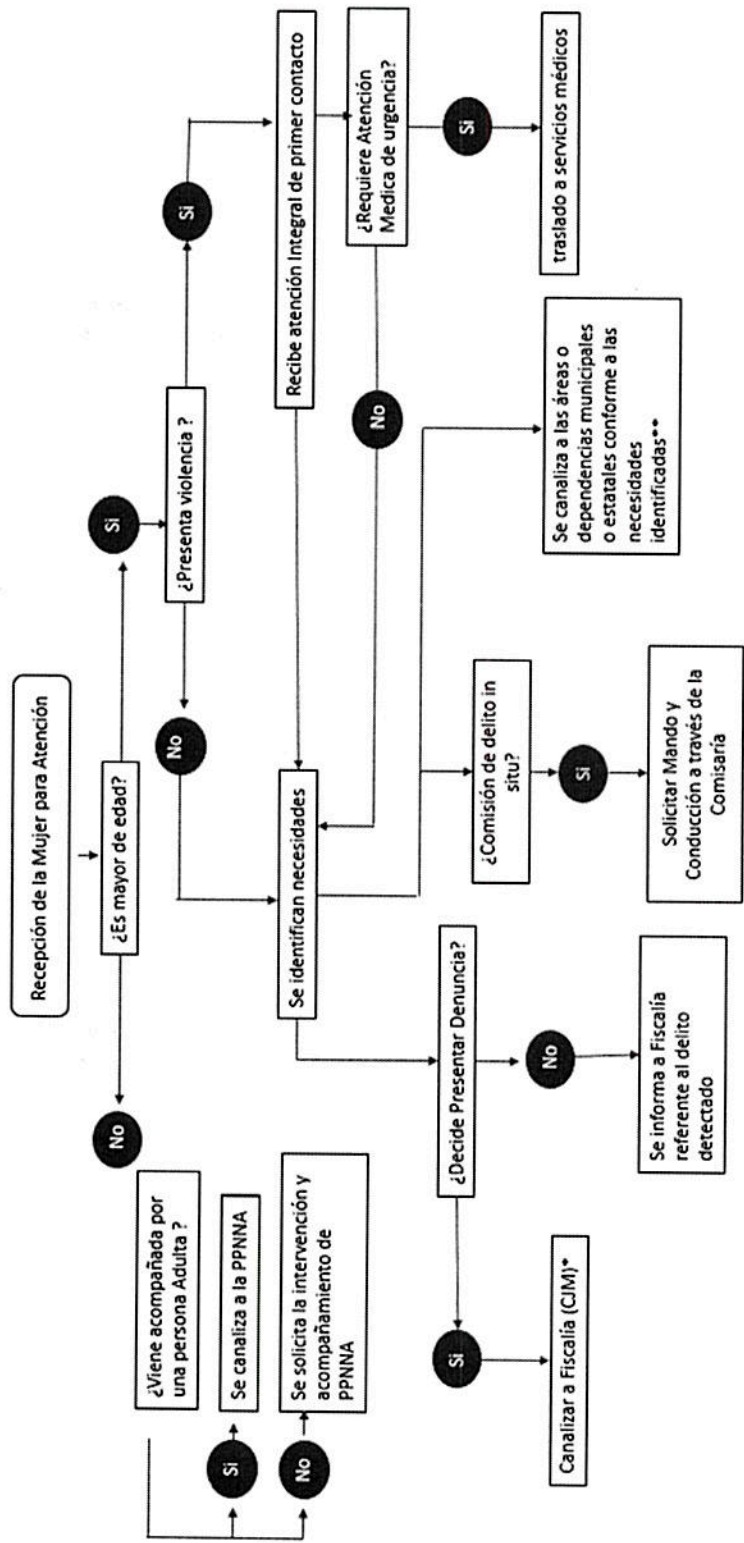 Recepción de la Mujer para Atención
¿Es mayor de edad?
No
Si
¿Viene acompañada por
una persona Adulta ?
Si
Se canaliza a la PPNNA
No
Se solicita la intervención y
acompañamiento de
PPNNA
¿Presenta violencia ?
No
Si
Recibe atención Integral de primer contacto
¿Requiere Atención
Medica de urgencia?
No
Si
traslado a servicios médicos
Se identifican necesidades
¿Decide Presentar Denuncia?
Si
Canalizar a Fiscalía (CJM)*
No
Se informa a Fiscalía
referente al delito
detectado
¿Comisión de delito in
situ?
Si
Solicitar Mando y
Conducción a través de la
Comisaría
Se canaliza a las áreas o
dependencias municipales
o estatales conforme a las
necesidades
identificadas**